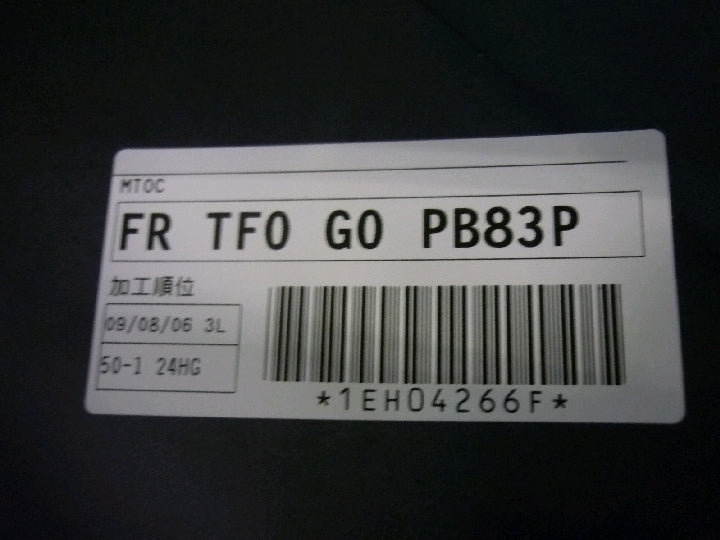 MTOC
FR TF0 G0 PB83P
加工順位
09/08/06 3L
50-1 24HG
*1EH04266F*